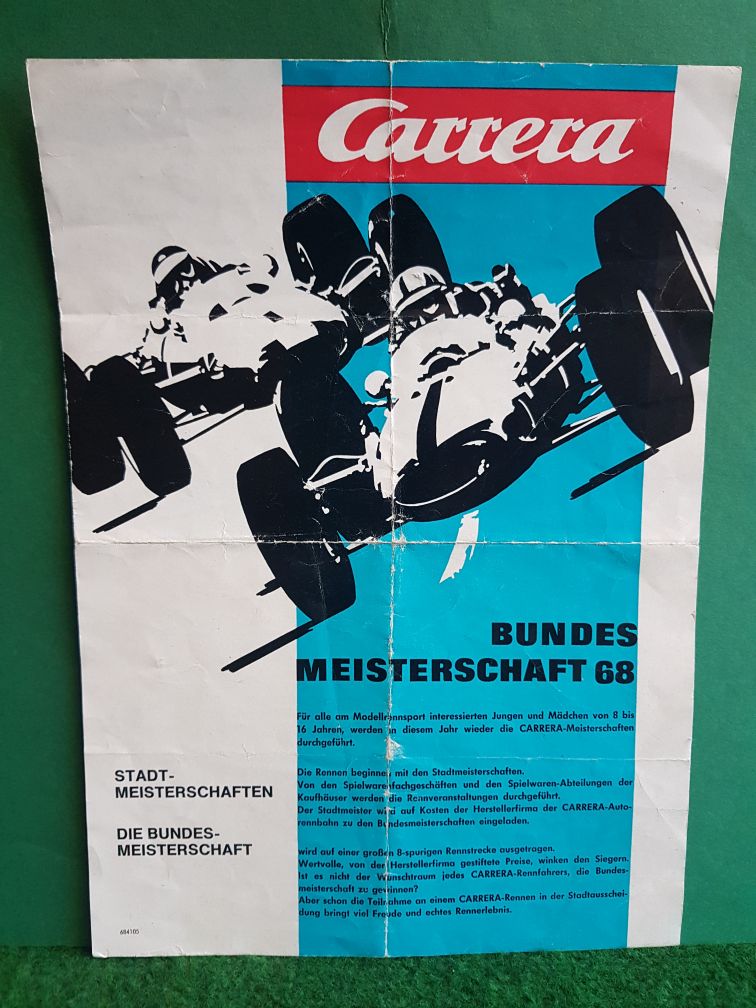 Carrera
BUNDES
MEISTERSCHAFT 68
Für alle am Modellrennsport interessierten Jungen und Mädchen von 8 bis
16 Jahren, werden in diesem Jahr wieder die CARRERA-Meisterschaften
durchgeführt.
STADT-
MEISTERSCHAFTEN
Die Rennen beginnen mit den Stadtmeisterschaften.
Von den Spielwarenfachgeschäften und den Spielwaren-Abteilungen der
Kaufhäuser werden die Rennveranstaltungen durchgeführt.
Der Stadtmeister wird auf Kosten der Herstellerfirma der CARRERA-Auto-
rennbahn zu den Bundesmeisterschaften eingeladen.
DIE BUNDES-
MEISTERSCHAFT
wird auf einer großen 8-spurigen Rennstrecke ausgetragen.
Wertvolle, von der Herstellerfirma gestiftete Preise, winken den Siegern.
Ist es nicht der Wunschtraum jedes CARRERA-Rennfahrers, die Bundes-
meisterschaft zu gewinnen?
Aber schon die Teilnahme an einem CARRERA-Rennen in der Stadtausschei-
dung bringt viel Freude und echtes Rennerlebnis.
684105